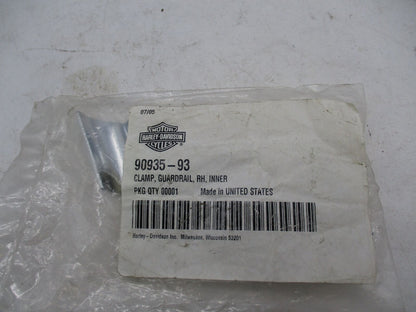 07/05
MOTOR
HARLEY-DAVIDSON
CYCLES
90935-93
CLAMP, GUARDRAIL, RH, INNER
PKG QTY 00001 Made in UNITED STATES
Harley-Davidson Inc. Milwaukee, Wisconsin 53201